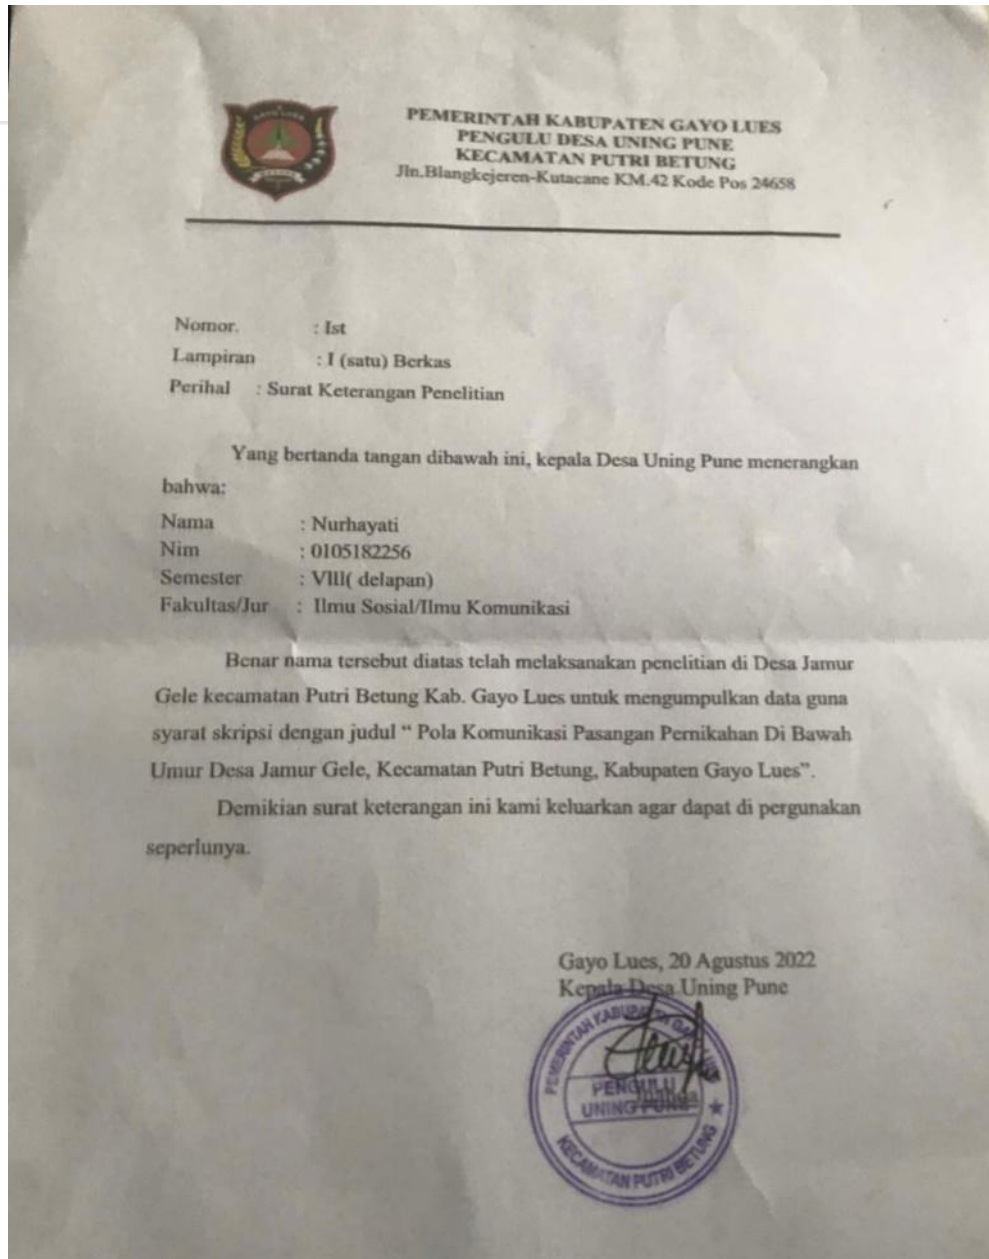 PEMERINTAH KABUPATEN GAYO LUES
PENGULU DESA UNING PUNE
KECAMATAN PUTRI BETUNG
Jln.Blangkejeren-Kutacane KM.42 Kode Pos 24658
Nomor. : Ist
Lampiran : I (satu) Berkas
Perihal : Surat Keterangan Penelitian
Yang bertanda tangan dibawah ini, kepala Desa Uning Pune menerangkan
bahwa:
Nama : Nurhayati
Nim : 0105182256
Semester : VIII( delapan)
Fakultas/Jur : Ilmu Sosial/Ilmu Komunikasi
Benar nama tersebut diatas telah melaksanakan penelitian di Desa Jamur
Gele kecamatan Putri Betung Kab. Gayo Lues untuk mengumpulkan data guna
syarat skripsi dengan judul “ Pola Komunikasi Pasangan Pernikahan Di Bawah
Umur Desa Jamur Gele, Kecamatan Putri Betung, Kabupaten Gayo Lues”.
Demikian surat keterangan ini kami keluarkan agar dapat di pergunakan
seperlunya.
Gayo Lues, 20 Agustus 2022
Kepala Desa Uning Pune
PEMERINTAH KABUPATA GAYO LUES
PENGULU
UNING PUNE
KECAMATAN PUTRI BETUNG